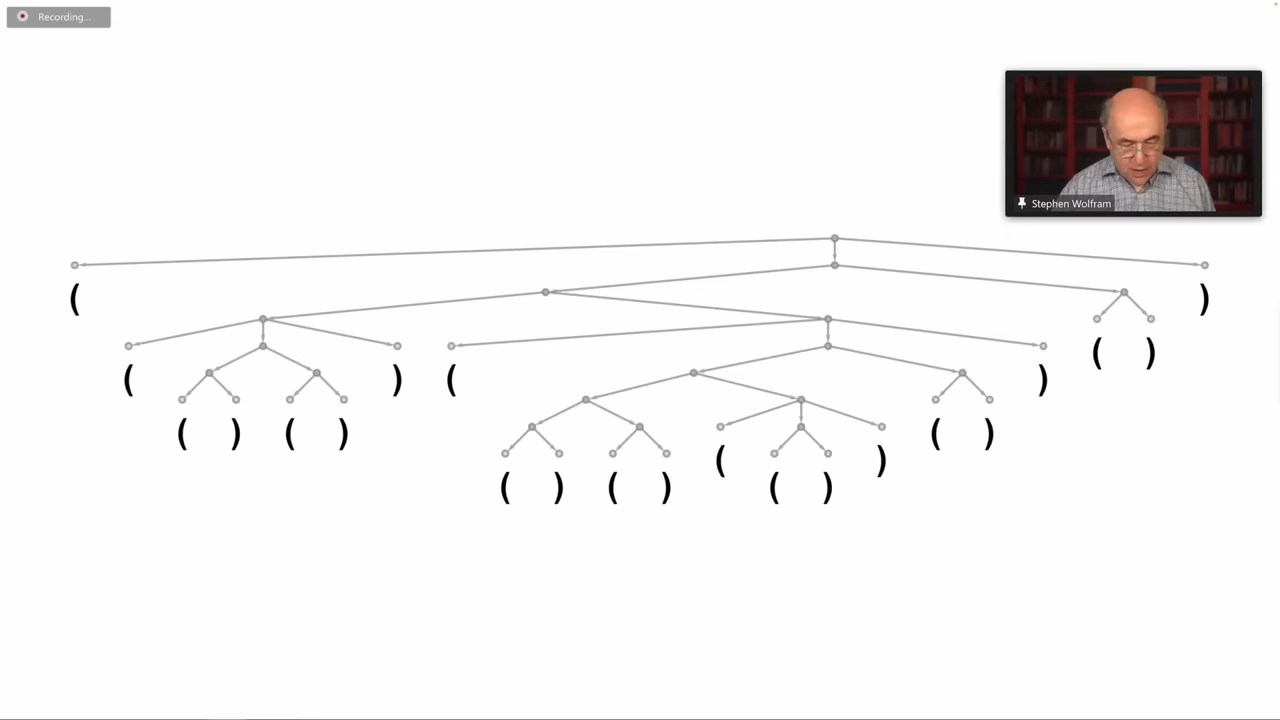 Recording...
Stephen Wolfram
( )
( ) ( ) ( )
( ) ( ) ( )
( ) ( )
( ) ( ) ( )